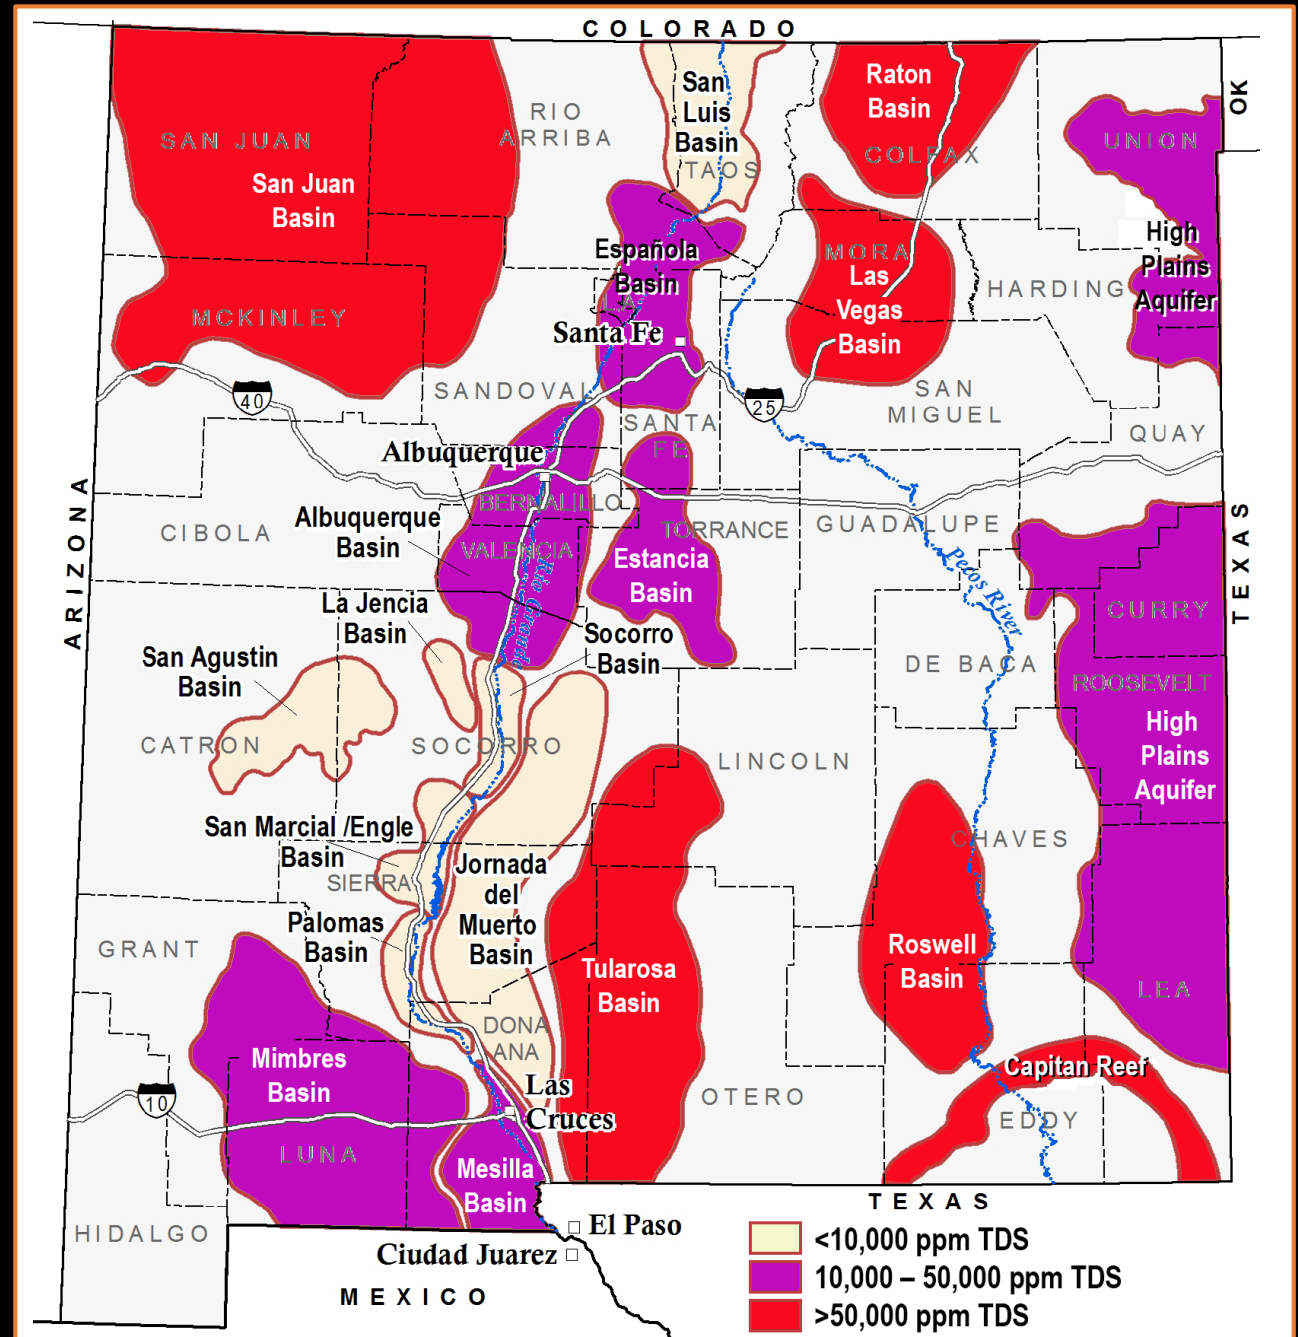 COLORADO
OK
San
Luis
Basin
TAOS
Raton
Basin
COLFAX
RIO
ARRIBA
SAN JUAN
San Juan
Basin
UNION
High
Plains
Aquifer
Española
Basin
LA
Santa Fe
MORA
Las
Vegas
Basin
HARDING
MCKINLEY
SANDOVAL
40
25
SAN
MIGUEL
SANTA
FE
QUAY
Albuquerque
BERNALILLO
ARIZONA
CIBOLA
Albuquerque
Basin
VALENCIA
TORRANCE
GUADALUPE
TEXAS
Estancia
Basin
Rio Grande
Pecos River
CURRY
La Jencia
Basin
Socorro
Basin
DE BACA
San Agustin
Basin
ROOSEVELT
High
Plains
Aquifer
CATRON
SOCORRO
LINCOLN
San Marcial /Engle
Basin
CHAVES
SIERRA
Jornada
del
Muerto
Basin
Palomas
Basin
GRANT
Tularosa
Basin
Roswell
Basin
LEA
DONA
ANA
Mimbres
Basin
Capitan Reef
Las
Cruces
10
OTERO
EDDY
LUNA
Mesilla
Basin
TEXAS
HIDALGO
El Paso
Ciudad Juarez
MEXICO
<10,000 ppm TDS
10,000 – 50,000 ppm TDS
>50,000 ppm TDS